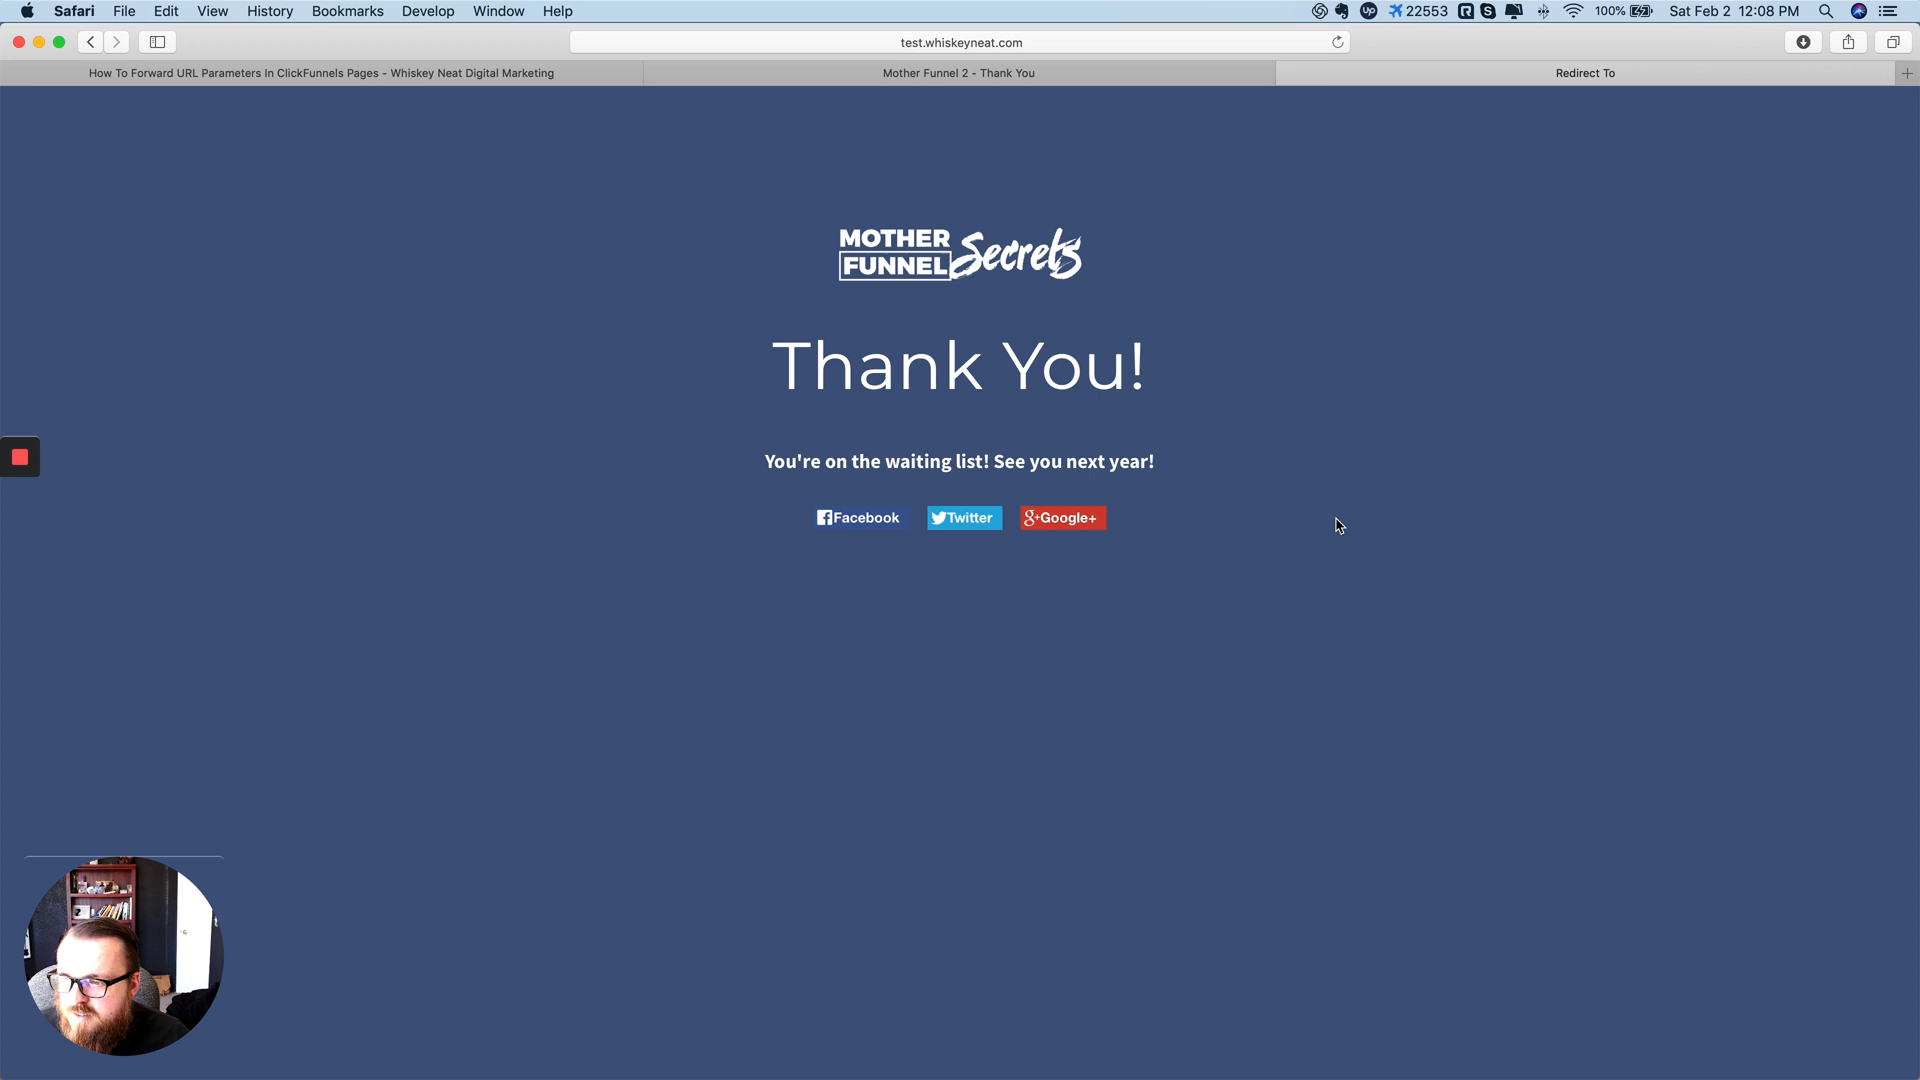 Safari File Edit View History Bookmarks Develop Window Help
Up 22553 100% Sat Feb 2 12:08 PM
test.whiskeyneat.com
How To Forward URL Parameters In ClickFunnels Pages - Whiskey Neat Digital Marketing
Mother Funnel 2 - Thank You
Redirect To
MOTHER FUNNEL Secrets
Thank You!
You're on the waiting list! See you next year!
Facebook Twitter Google+